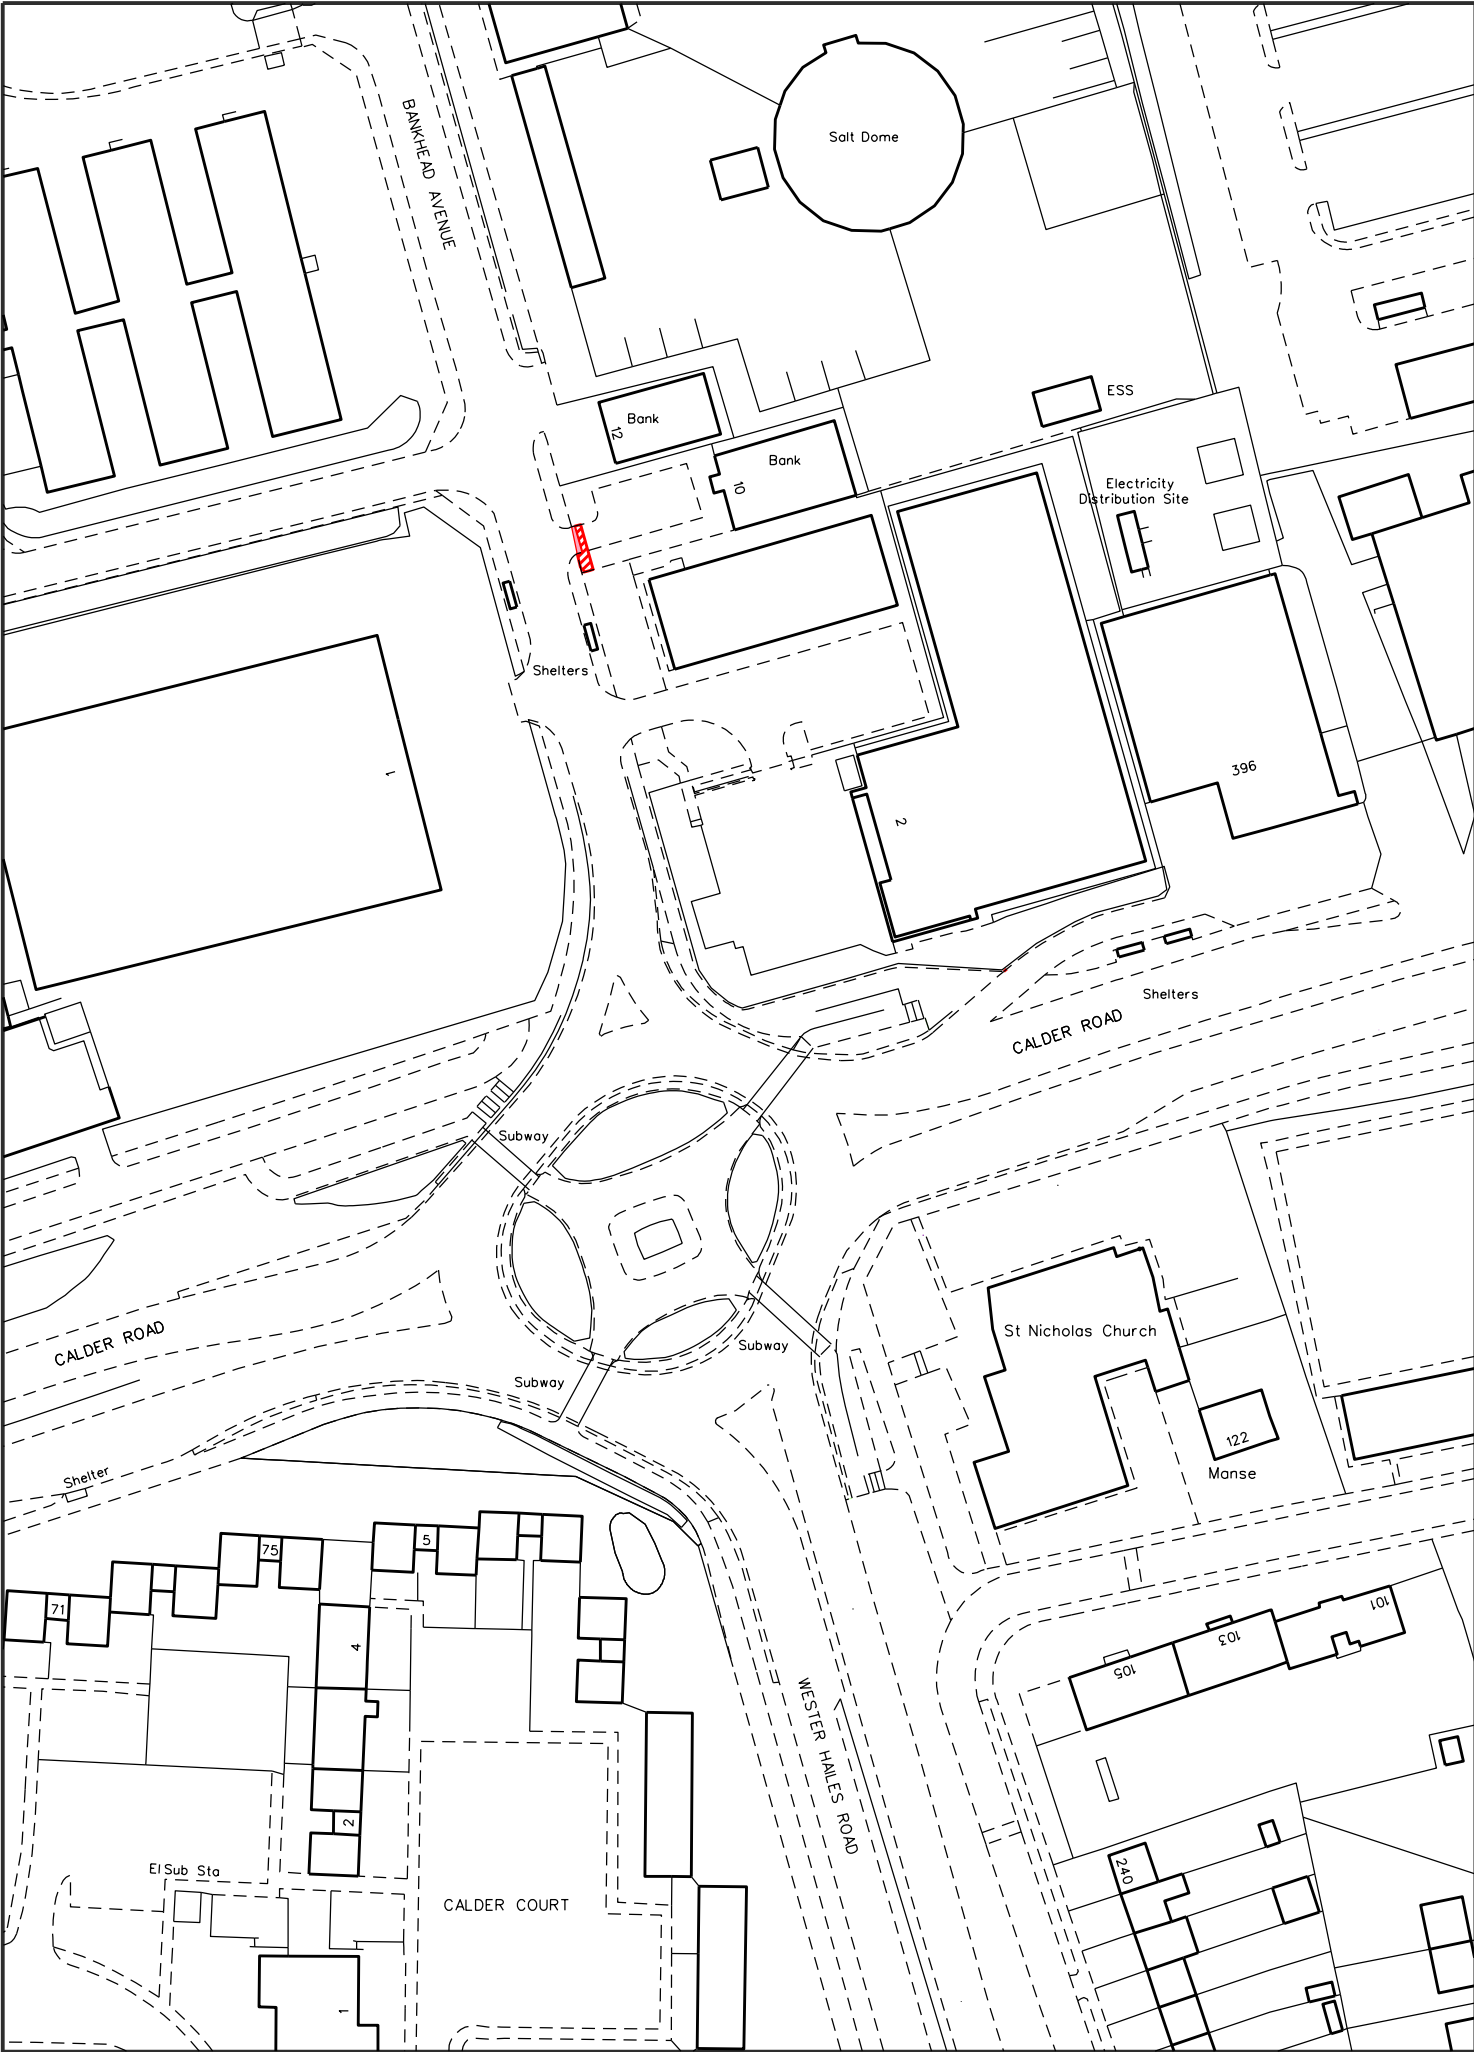 Salt Dome
BANKHEAD AVENUE
ESS
Bank
12
Bank
10
Electricity
Distribution Site
Shelters
1
396
2
Shelters
CALDER ROAD
Subway
CALDER ROAD
St Nicholas Church
Subway
Subway
122
Manse
Shelter
75
5
71
4
101
103
105
WESTER HAILES ROAD
2
El Sub Sta
240
CALDER COURT
1